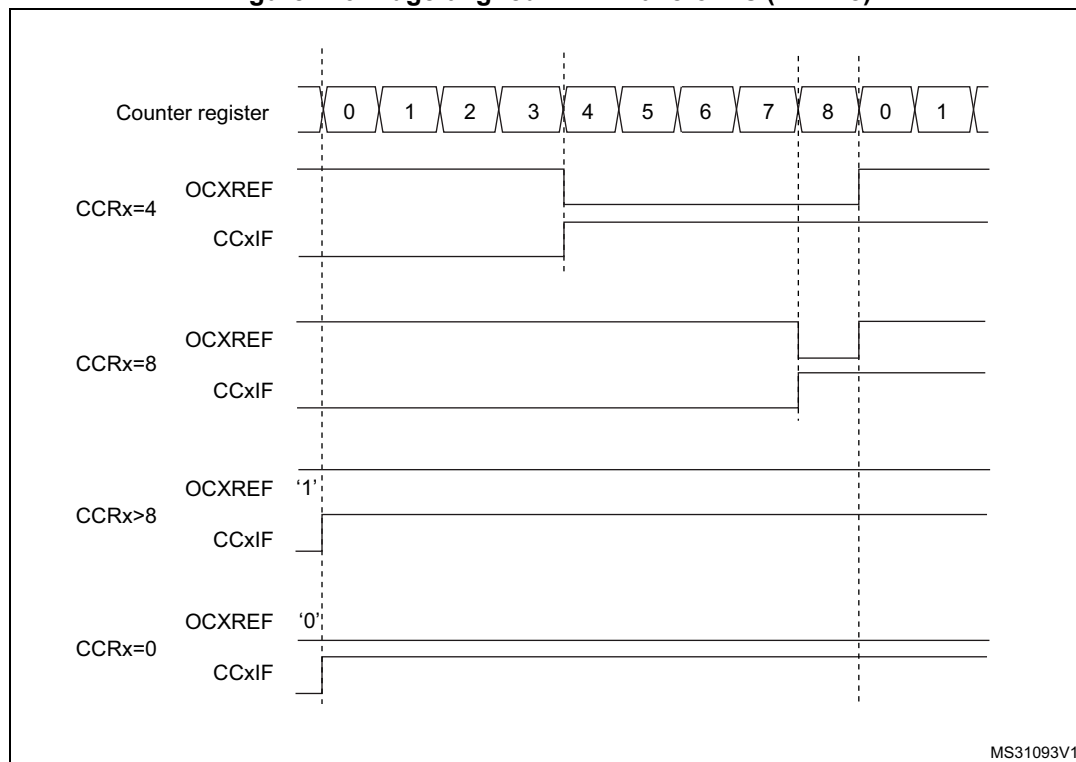 Counter register 0 1 2 3 4 5 6 7 8 0 1
OCXREF
CCRx=4
CCxIF
OCXREF
CCRx=8
CCxIF
OCXREF ‘1’
CCRx>8
CCxIF
OCXREF ‘0’
CCRx=0
CCxIF
MS31093V1